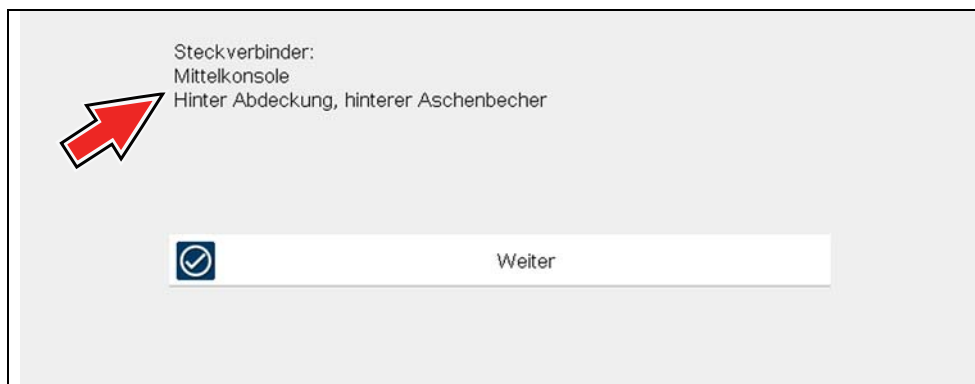 Steckverbinder:
Mittelkonsole
Hinter Abdeckung, hinterer Aschenbecher
Weiter